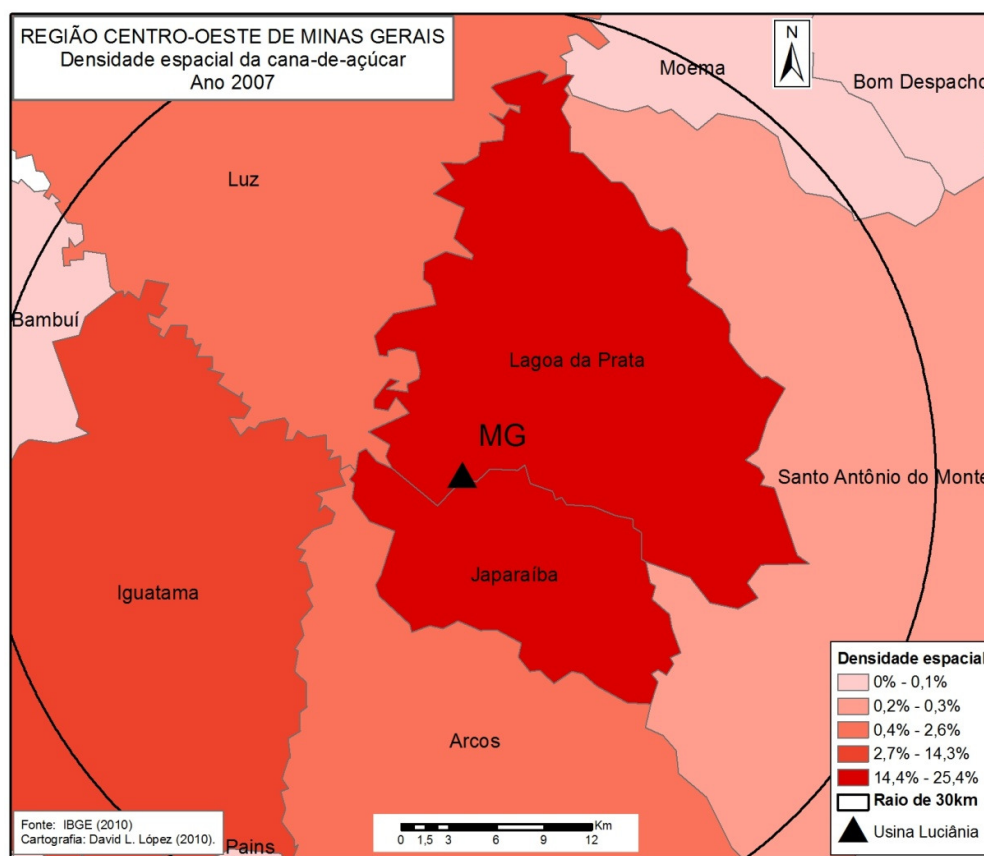 REGIÃO CENTRO-OESTE DE MINAS GERAIS
Densidade espacial da cana-de-açúcar
Ano 2007
N
Moema
Bom Despacho
Luz
Bambuí
Lagoa da Prata
MG
Santo Antônio do Monte
Japaraíba
Iguatama
Arcos
Pains
Densidade espacial
0% - 0,1%
0,2% - 0,3%
0,4% - 2,6%
2,7% - 14,3%
14,4% - 25,4%
Raio de 30km
Usina Luciânia
Fonte: IBGE (2010)
Cartografia: David L. López (2010).
Km
0 1,5 3 6 9 12